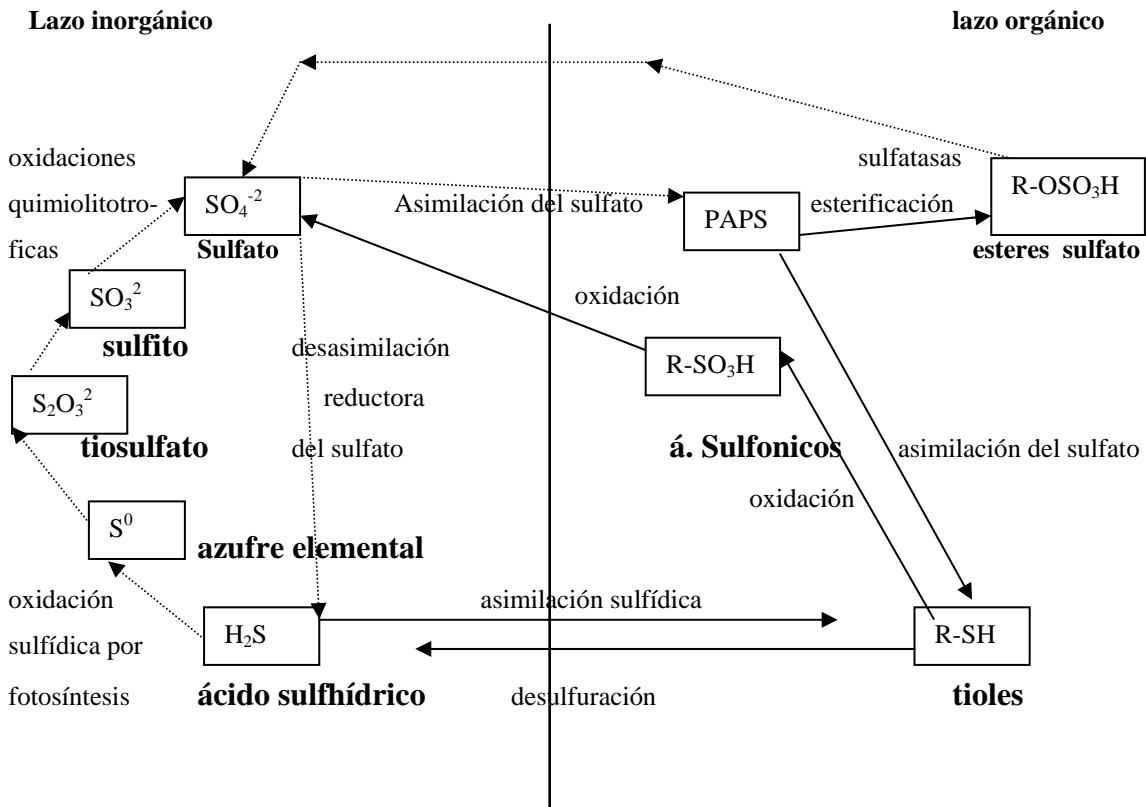 Lazo inorgánico
lazo orgánico
oxidaciones
quimiolitotro-
ficas
SO₄⁻²
Sulfato
Asimilación del sulfato
PAPS
sulfatasas
esterificación
R-OSO₃H
esteres sulfato
SO₃²
sulfito
oxidación
R-SO₃H
á. Sulfonicos
desasimilación
reductora
del sulfato
S₂O₃²
tiosulfato
asimilación del sulfato
oxidación
S⁰
azufre elemental
oxidación
sulfídica por
fotosíntesis
H₂S
ácido sulfhídrico
asimilación sulfídica
desulfuración
R-SH
tioles